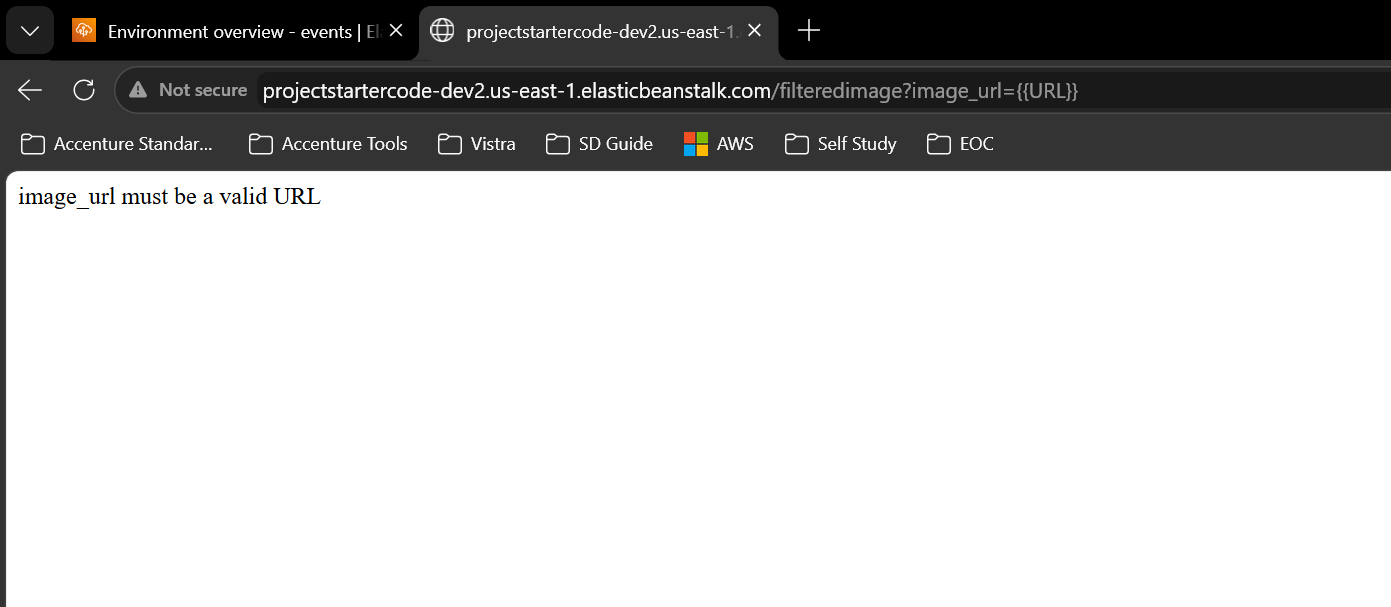 Environment overview - events | El
projectstartercode-dev2.us-east-1.
Not secure projectstartercode-dev2.us-east-1.elasticbeanstalk.com/filteredimage?image_url={{URL}}
Accenture Standar... Accenture Tools Vistra SD Guide AWS Self Study EOC
image_url must be a valid URL